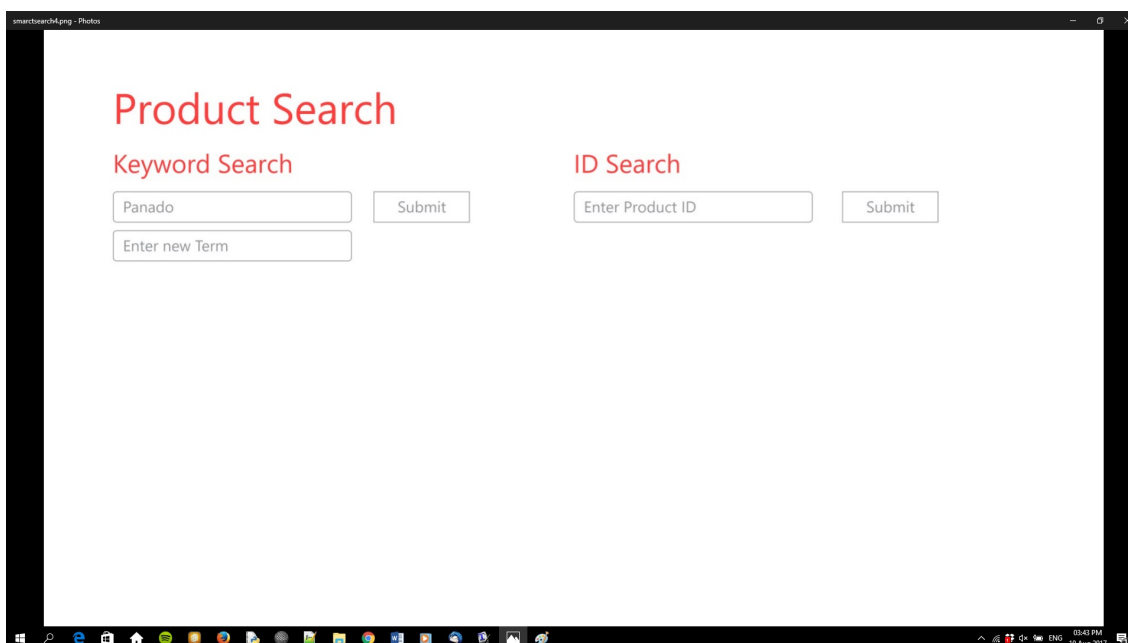 smarctsearch4.png - Photos
Product Search
Keyword Search
ID Search
Panado
Submit
Enter Product ID
Submit
Enter new Term
ENG
03:43 PM